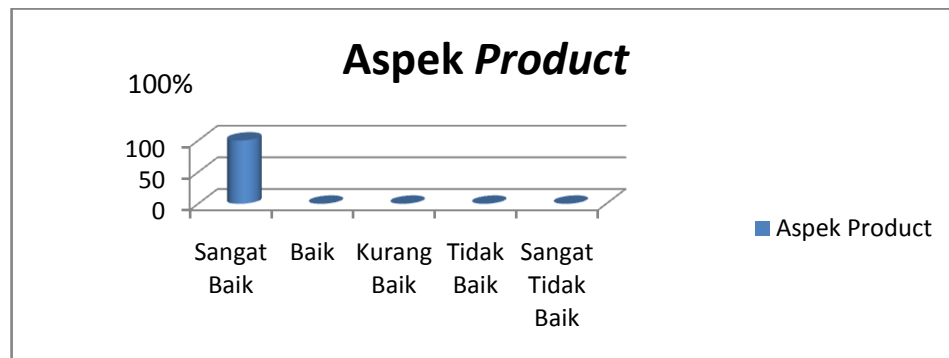 Aspek Product
100%
100
50
0
Sangat Baik
Baik
Kurang Baik
Tidak Baik
Sangat Tidak Baik
Aspek Product